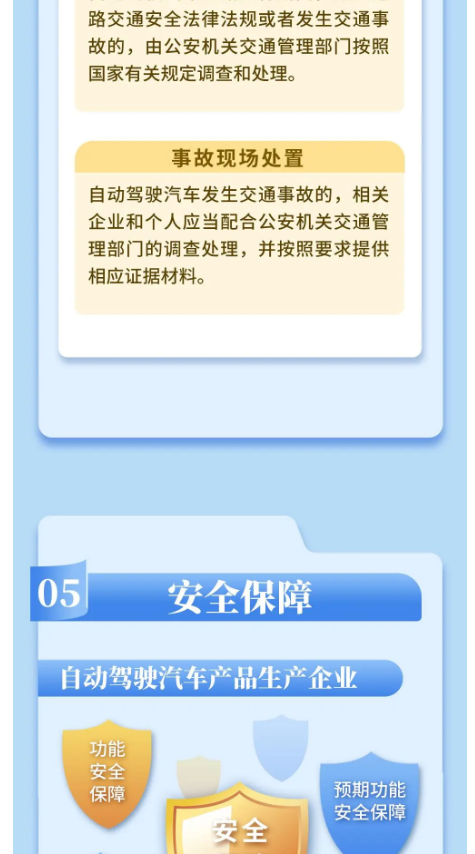 路交通安全法律法规或者发生交通事
故的，由公安机关交通管理部门按照
国家有关规定调查和处理。
事故现场处置
自动驾驶汽车发生交通事故的，相关
企业和个人应当配合公安机关交通管
理部门的调查处理，并按照要求提供
相应证据材料。
05
安全保障
自动驾驶汽车产品生产企业
功能
安全
保障
预期功能
安全保障
安全